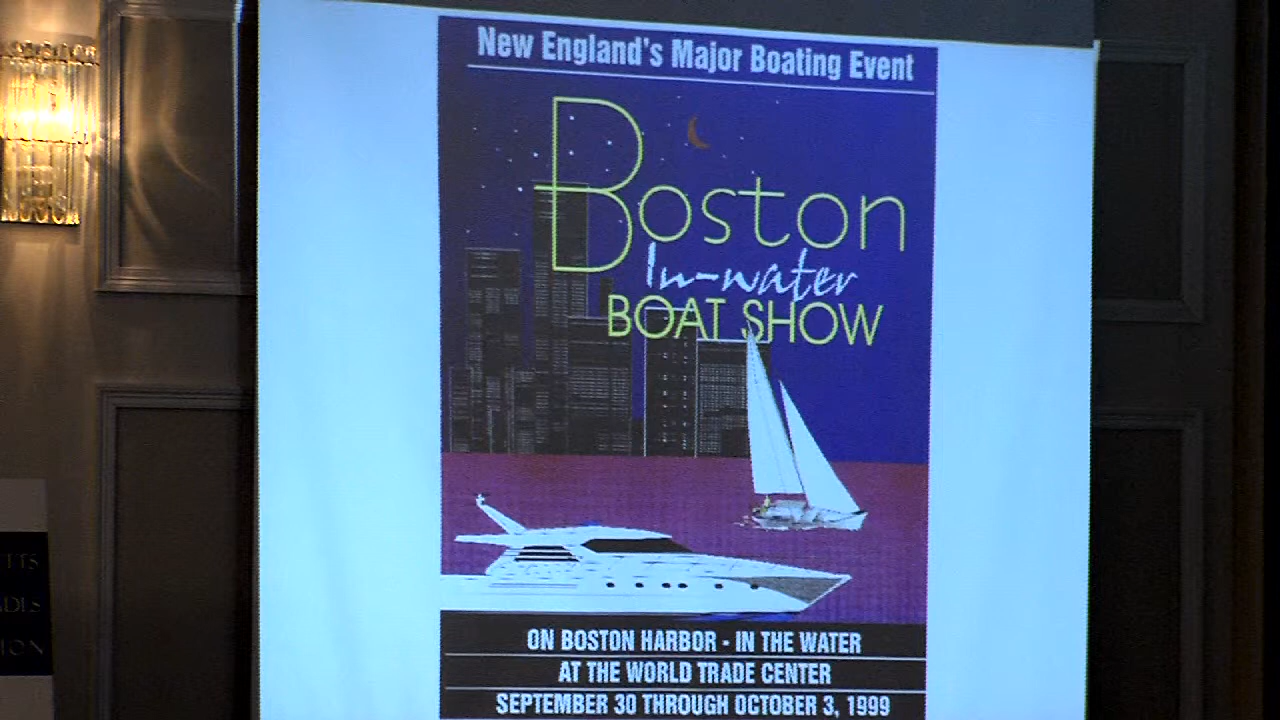 New England's Major Boating Event
Boston
In-water
BOAT SHOW
ON BOSTON HARBOR - IN THE WATER
AT THE WORLD TRADE CENTER
SEPTEMBER 30 THROUGH OCTOBER 3, 1999